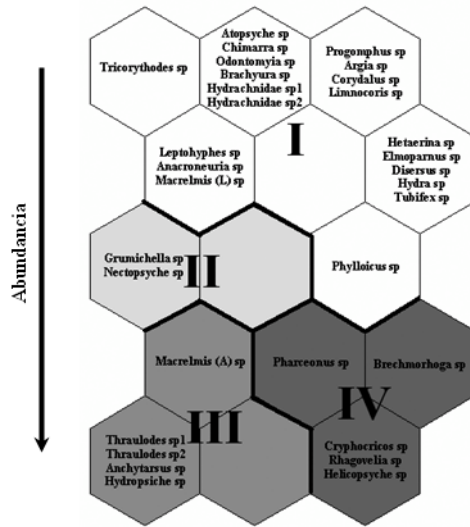 Abundancia
Tricorythodes sp
Atopsyche sp
Chimarra sp
Odontomyia sp
Brachyura sp
Hydrachnidae sp1
Hydrachnidae sp2
Progomphus sp
Argia sp
Corydalus sp
Limnocoris sp
Leptohyphes sp
Anacroneuria sp
Macrelmis (L) sp
I
Hetaerina sp
Elmoparnus sp
Disersus sp
Hydra sp
Tubifex sp
Grumichella sp
Nectopsyche sp
II
Phylloicus sp
Macrelmis (A) sp
Pharceonus sp
Brechmorhoga sp
III
IV
Thraulodes sp1
Thraulodes sp2
Anchytarsus sp
Hydropsiche sp
Cryphocricos sp
Rhagovelia sp
Helicopsyche sp